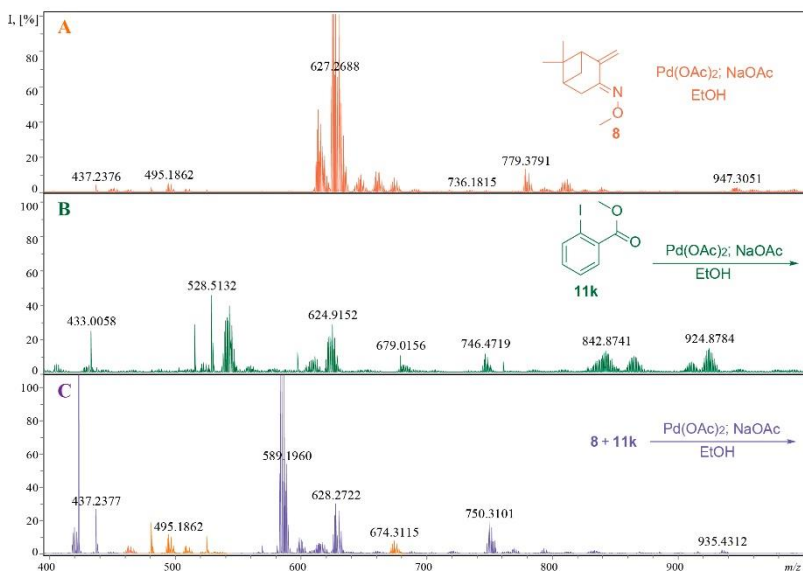 I, [%]
A
100
80
60
40
20
0
437.2376
495.1862
627.2688
736.1815
779.3791
947.3051
N
O
8
Pd(OAc)2; NaOAc
EtOH
B
100
80
60
40
20
0
433.0058
528.5132
624.9152
679.0156
746.4719
842.8741
924.8784
I
O
O
11k
Pd(OAc)2; NaOAc
EtOH
C
80
60
40
20
0
437.2377
495.1862
589.1960
628.2722
674.3115
750.3101
935.4312
8 + 11k
Pd(OAc)2; NaOAc
EtOH
400 500 600 700 800 900 m/z